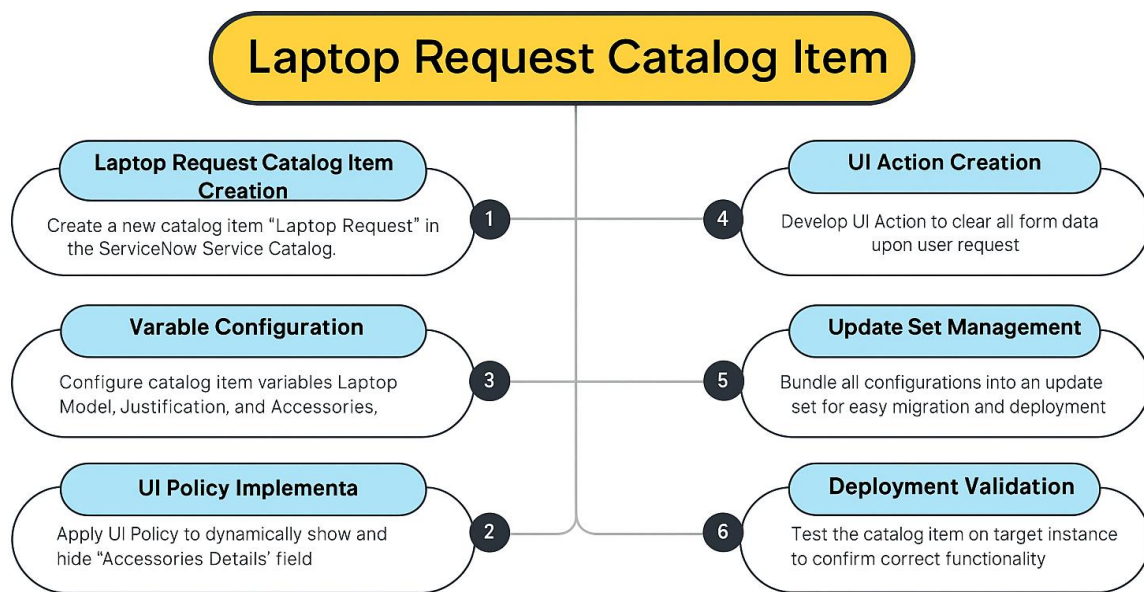 Laptop Request Catalog Item
Laptop Request Catalog Item
Creation
Create a new catalog item “Laptop Request” in
the ServiceNow Service Catalog.
1
Varable Configuration
Configure catalog item variables Laptop
Model, Justification, and Accessories,
3
UI Policy Implementa
Apply UI Policy to dynamically show and
hide “Accessories Details’ field
2
UI Action Creation
Develop UI Action to clear all form data
upon user request
4
Update Set Management
Bundle all configurations into an update
set for easy migration and deployment
5
Deployment Validation
Test the catalog item on target instance
to confirm correct functionality
6